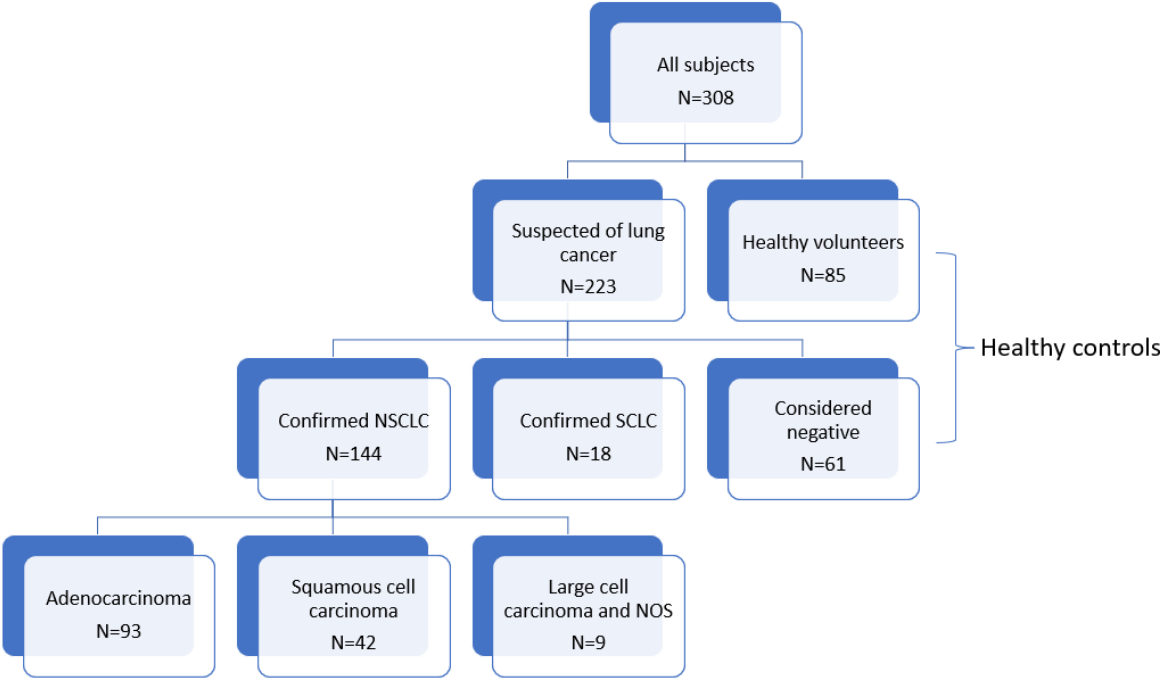 All subjects
N=308
Suspected of lung
cancer
N=223
Healthy volunteers
N=85
Healthy controls
Confirmed NSCLC
N=144
Confirmed SCLC
N=18
Considered
negative
N=61
Adenocarcinoma
N=93
Squamous cell
carcinoma
N=42
Large cell
carcinoma and NOS
N=9